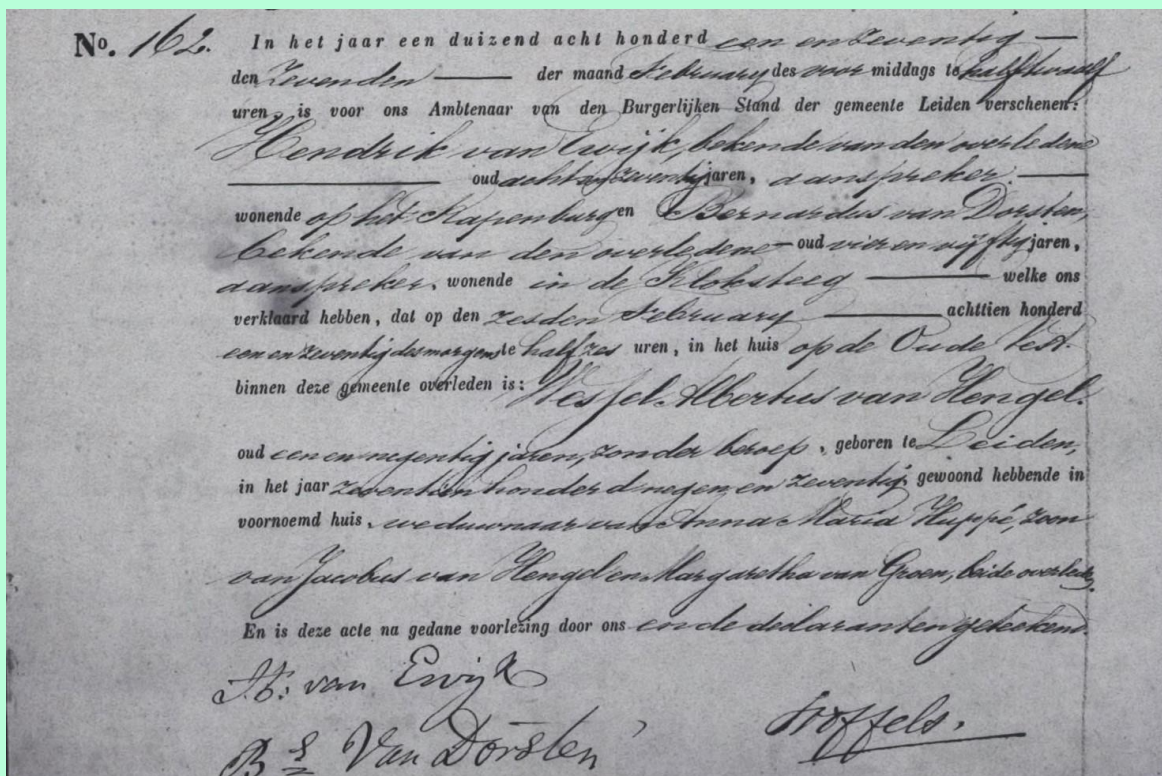 No. 162. In het jaar een duizend acht honderd een en zeventig
den zevenden der maand February des voor middags te half twaalf
uren, is voor ons Ambtenaar van den Burgerlijken Stand der gemeente Leiden verschenen:
Hendrik van Ewijk, bekende van den overledene
oud acht en zeventig jaren, aanspreker
wonende op het Rapenburg en Bernardus van Dorsten,
bekende van den overledene oud vier en vijftig jaren,
aanspreker, wonende in de Kloksteeg welke ons
verklaard hebben, dat op den zesden February achttien honderd
een en zeventig des morgens te half zes uren, in het huis op de Oude Vest
binnen deze gemeente overleden is: Wessel Albertus van Hengel.
oud een en negentig jaren, zonder beroep, geboren te Leiden,
in het jaar zeventien honderd negen en zeventig gewoond hebbende in
voornoemd huis, weduwnaar van Anna Maria Huppé, zoon
van Jacobus van Hengel en Margaretha van Groen, beide overleden.
En is deze acte na gedane voorlezing door ons en de declaranten geteekend.
H: van Ewijk
Stoffels.
Bs Van Dorsten